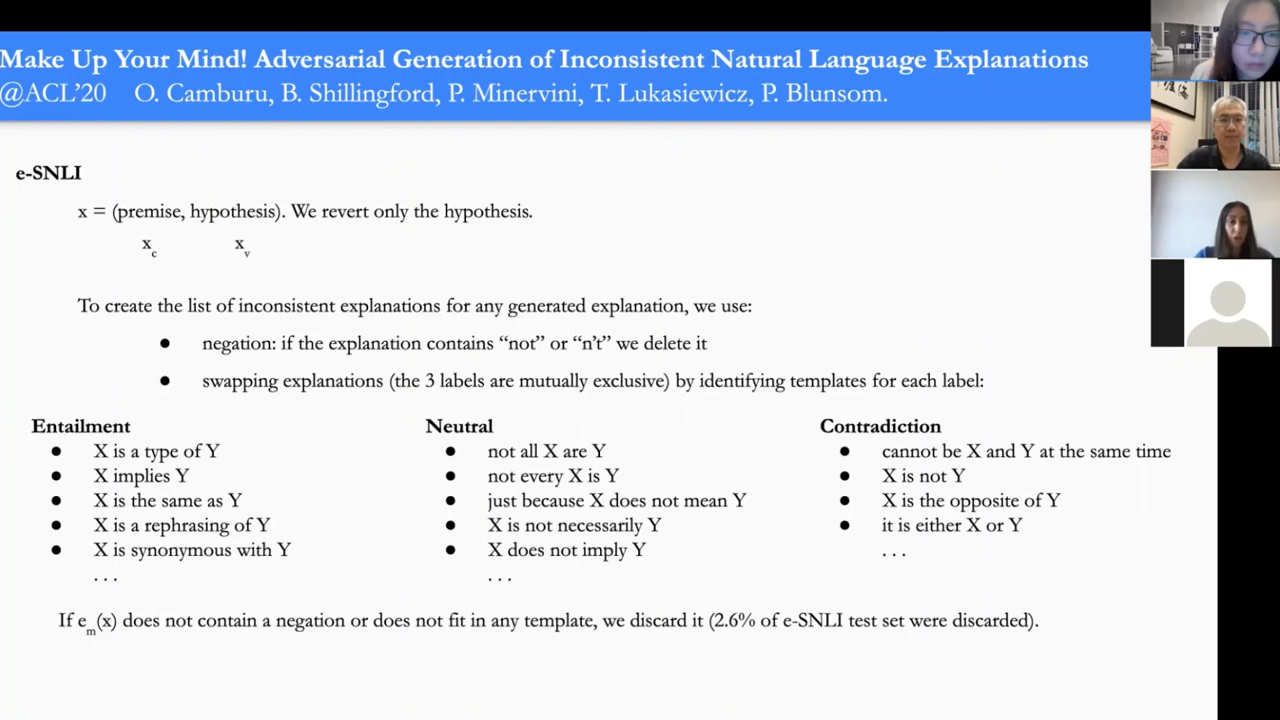 Make Up Your Mind! Adversarial Generation of Inconsistent Natural Language Explanations
@ACL'20 O. Camburu, B. Shillingford, P. Minervini, T. Lukasiewicz, P. Blunsom.
e-SNLI
x = (premise, hypothesis). We revert only the hypothesis.
x_c x_v
To create the list of inconsistent explanations for any generated explanation, we use:
● negation: if the explanation contains “not” or “n’t” we delete it
● swapping explanations (the 3 labels are mutually exclusive) by identifying templates for each label:
Entailment
● X is a type of Y
● X implies Y
● X is the same as Y
● X is a rephrasing of Y
● X is synonymous with Y
. . .
Neutral
● not all X are Y
● not every X is Y
● just because X does not mean Y
● X is not necessarily Y
● X does not imply Y
. . .
Contradiction
● cannot be X and Y at the same time
● X is not Y
● X is the opposite of Y
● it is either X or Y
. . .
If e_m(x) does not contain a negation or does not fit in any template, we discard it (2.6% of e-SNLI test set were discarded).